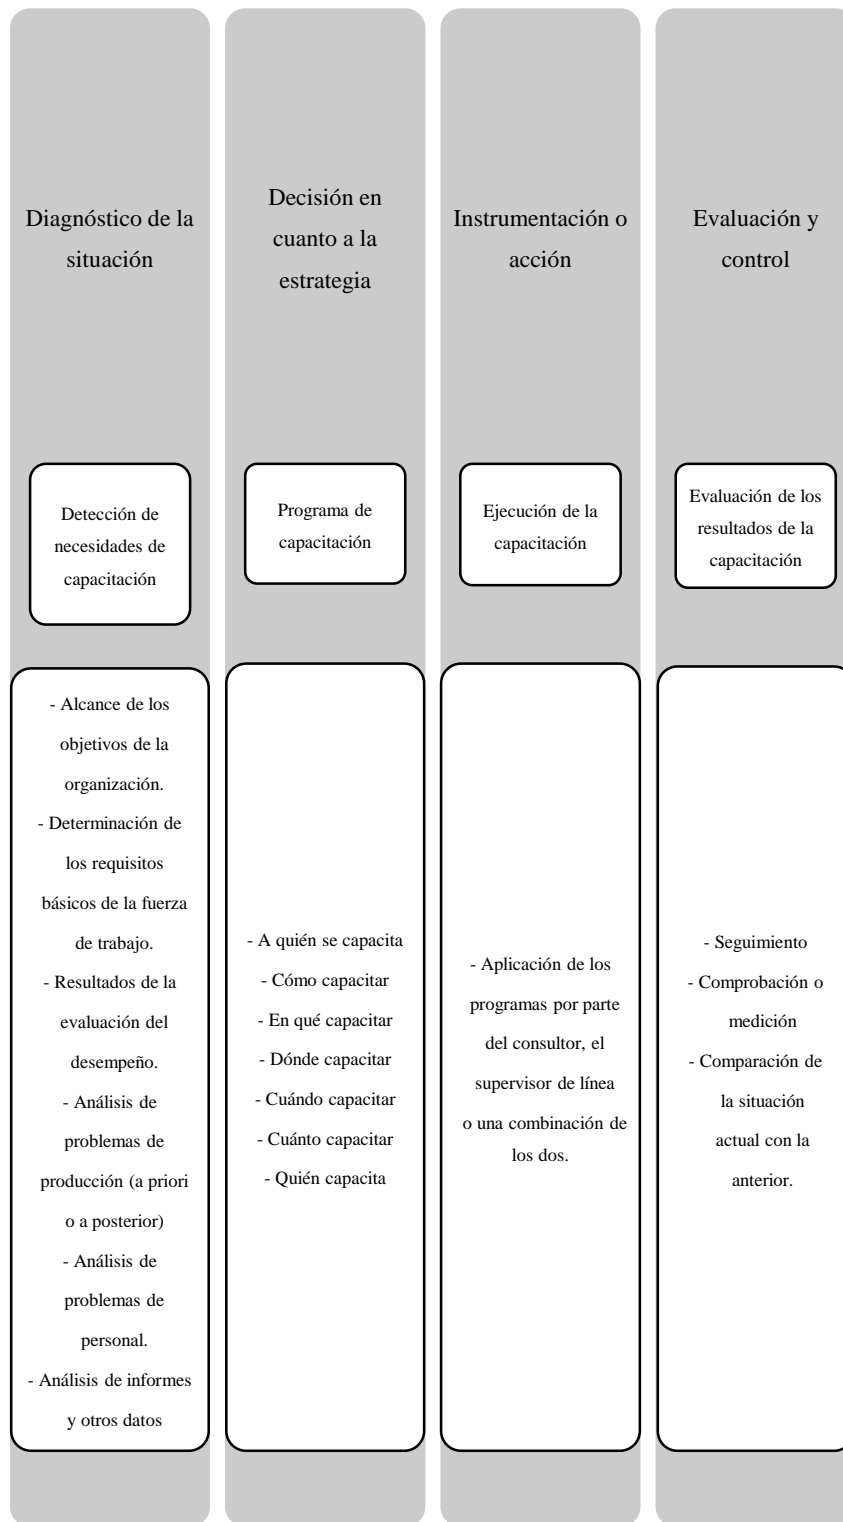 Diagnóstico de la
situación
Detección de
necesidades de
capacitación
- Alcance de los
objetivos de la
organización.
- Determinación de
los requisitos
básicos de la fuerza
de trabajo.
- Resultados de la
evaluación del
desempeño.
- Análisis de
problemas de
producción (a priori
o a posterior)
- Análisis de
problemas de
personal.
- Análisis de informes
y otros datos
Decisión en
cuanto a la
estrategia
Programa de
capacitación
- A quién se capacita
- Cómo capacitar
- En qué capacitar
- Dónde capacitar
- Cuándo capacitar
- Cuánto capacitar
- Quién capacita
Instrumentación o
acción
Ejecución de la
capacitación
- Aplicación de los
programas por parte
del consultor, el
supervisor de línea
o una combinación de
los dos.
Evaluación y
control
Evaluación de los
resultados de la
capacitación
- Seguimiento
- Comprobación o
medición
- Comparación de
la situación
actual con la
anterior.